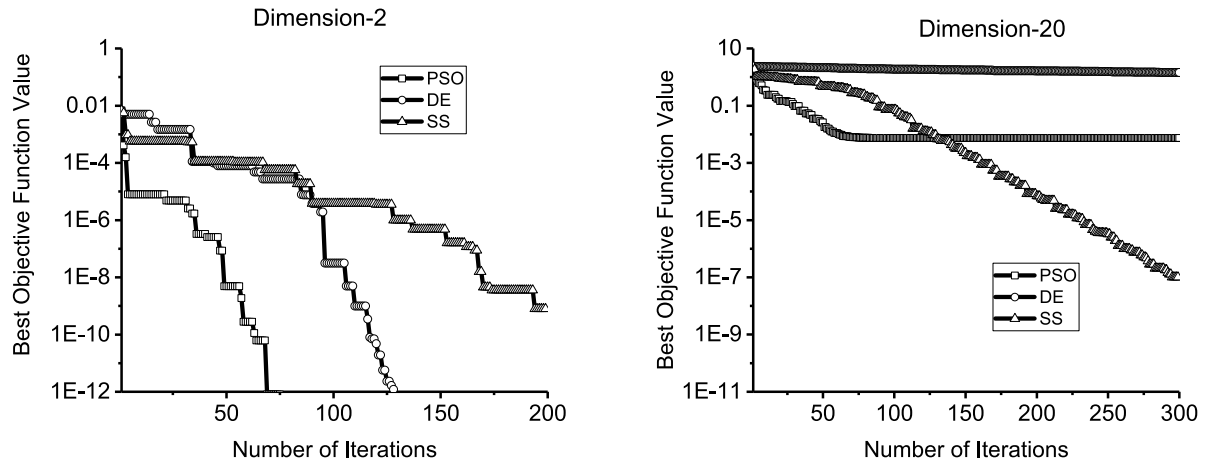 Dimension-2
Best Objective Function Value
1
0.01
1E-4
1E-6
1E-8
1E-10
1E-12
PSO
DE
SS
50
100
150
200
Number of Iterations
Dimension-20
Best Objective Function Value
10
0.1
1E-3
1E-5
1E-7
1E-9
1E-11
PSO
DE
SS
50
100
150
200
250
300
Number of Iterations